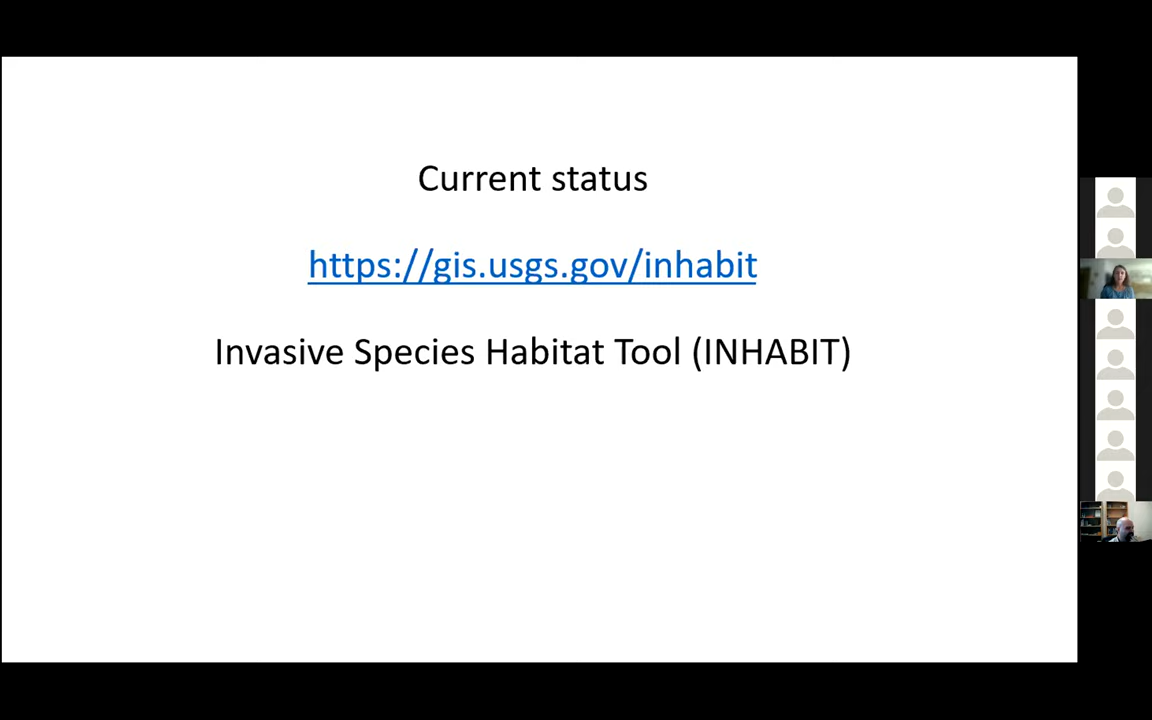 Current status
https://gis.usgs.gov/inhabit
Invasive Species Habitat Tool (INHABIT)